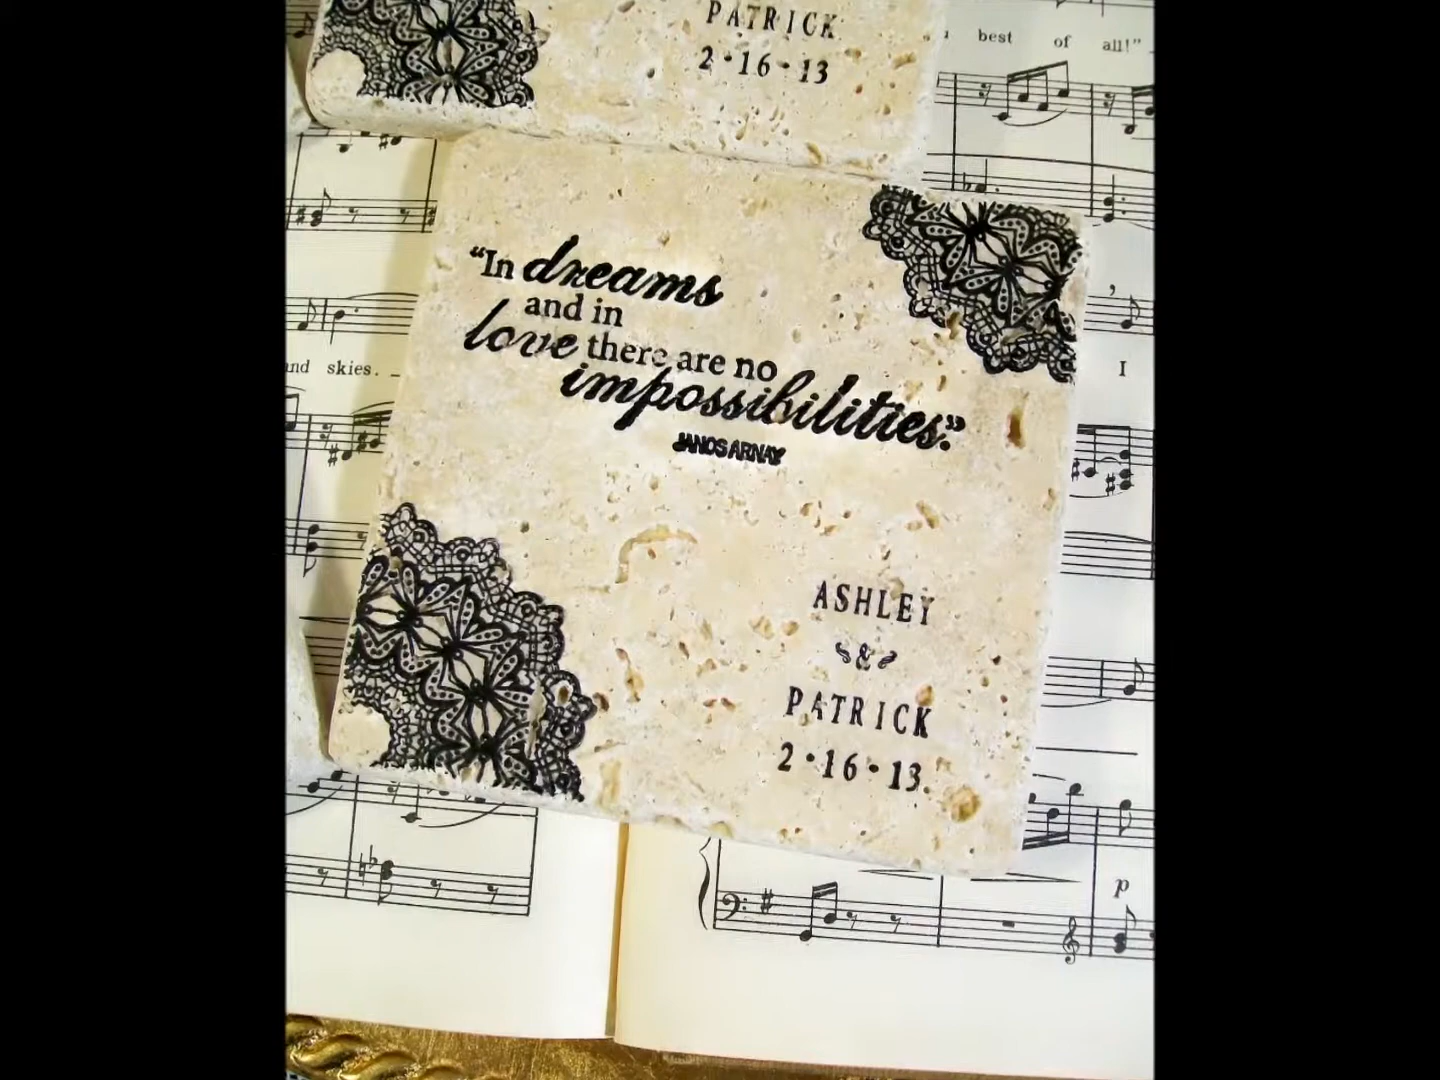 PATRICK
2•16•13
best of all!"
"In dreams
and in
love there are no
impossibilities."
JANOS ARNAY
and skies. _
I
ASHLEY
&
PATRICK
2•16•13
p